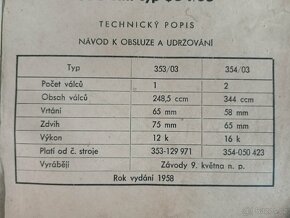 TECHNICKÝ POPIS
NÁVOD K OBSLUZE A UDRŽOVÁNÍ
Typ 353/03 354/03
Počet válců 1 2
Obsah válců 248,5 ccm 344 ccm
Vrtání 65 mm 58 mm
Zdvih 75 mm 65 mm
Výkon 12 k 16 k
Platí od č. stroje 353-129 971 354-050 423
Vyrábějí Závody 9. května n. p.
Rok vydání 1958